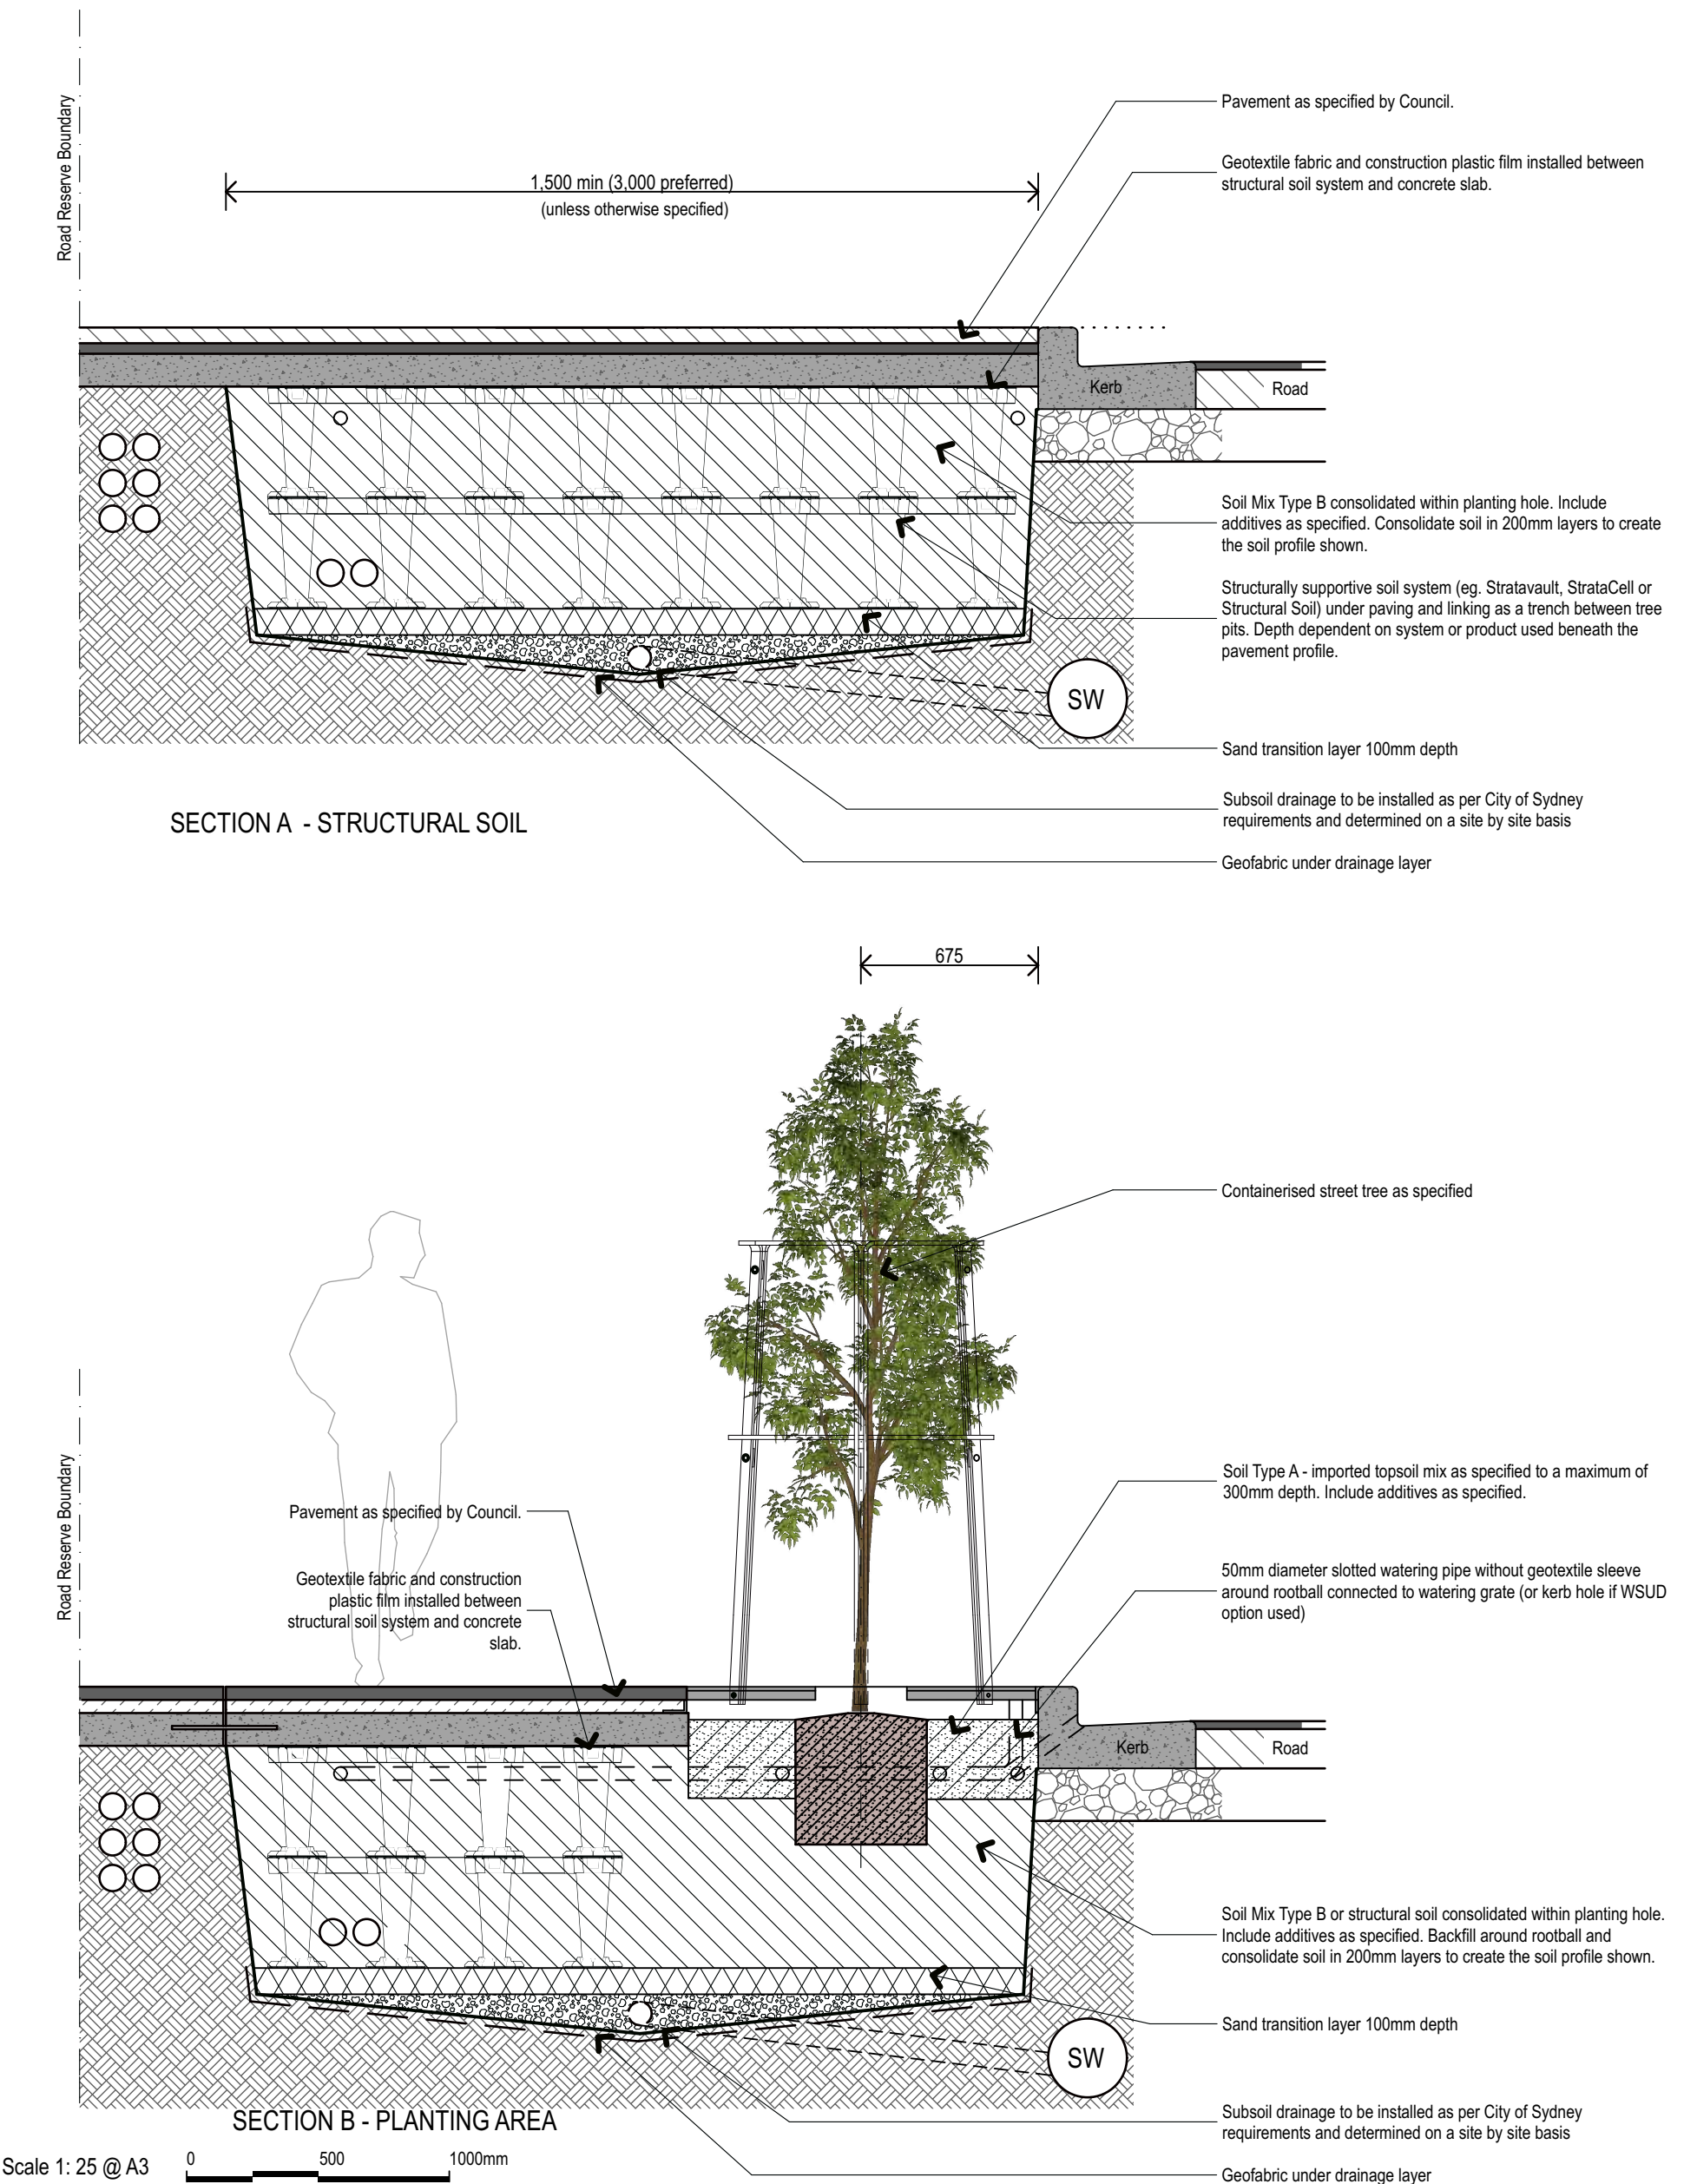 Road Reserve Boundary
1,500 min (3,000 preferred)
(unless otherwise specified)
Pavement as specified by Council.
Geotextile fabric and construction plastic film installed between
structural soil system and concrete slab.
Kerb
Road
Soil Mix Type B consolidated within planting hole. Include
additives as specified. Consolidate soil in 200mm layers to create
the soil profile shown.
Structurally supportive soil system (eg. Stratavault, StrataCell or
Structural Soil) under paving and linking as a trench between tree
pits. Depth dependent on system or product used beneath the
pavement profile.
SW
Sand transition layer 100mm depth
Subsoil drainage to be installed as per City of Sydney
requirements and determined on a site by site basis
Geofabric under drainage layer
SECTION A - STRUCTURAL SOIL
675
Containerised street tree as specified
Road Reserve Boundary
Pavement as specified by Council.
Geotextile fabric and construction
plastic film installed between
structural soil system and concrete
slab.
Soil Type A - imported topsoil mix as specified to a maximum of
300mm depth. Include additives as specified.
50mm diameter slotted watering pipe without geotextile sleeve
around rootball connected to watering grate (or kerb hole if WSUD
option used)
Kerb
Road
Soil Mix Type B or structural soil consolidated within planting hole.
Include additives as specified. Backfill around rootball and
consolidate soil in 200mm layers to create the soil profile shown.
Sand transition layer 100mm depth
SW
Subsoil drainage to be installed as per City of Sydney
requirements and determined on a site by site basis
Geofabric under drainage layer
SECTION B - PLANTING AREA
Scale 1: 25 @ A3
0 500 1000mm